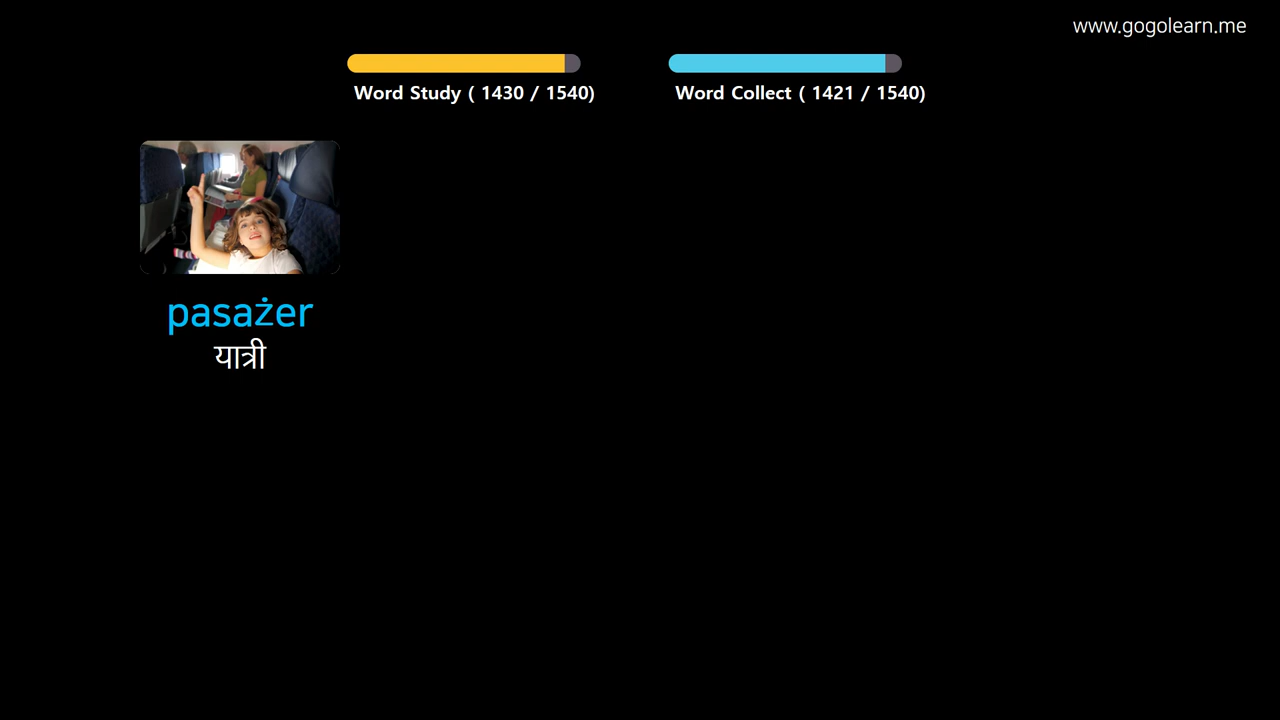 www.gogolearn.me
Word Study ( 1430 / 1540)
Word Collect ( 1421 / 1540)
pasażer
यात्री